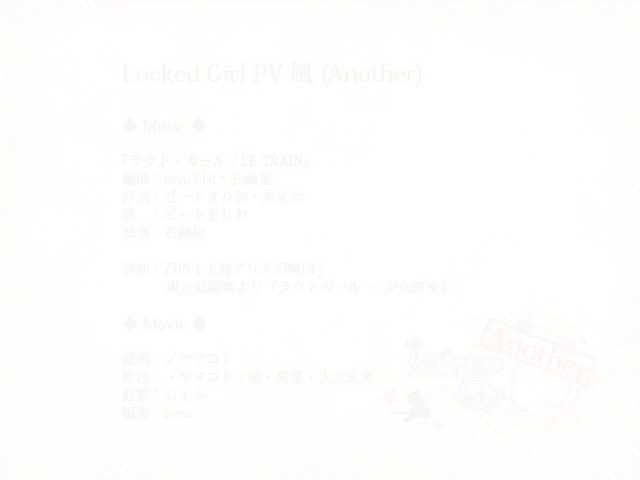 Locked Girl PV 風 (Another)
◆ Music ◆
『ラクト・ガール / EB-TRAIN』
編曲：myu314・石鹸屋
作詞：ビートまりお・あまね
歌　：ビートまりお
演奏：石鹸屋
原曲：ZUN ( 上海アリス幻樂団 )
東方紅魔郷より『ラクトガール ～ 少女密室』
◆ Movie ◆
原画：ノヤマコト
彩色：ノヤマコト・鳩・朱葉・大麦玄米
原案：じぇふ
編集：dmo
Another